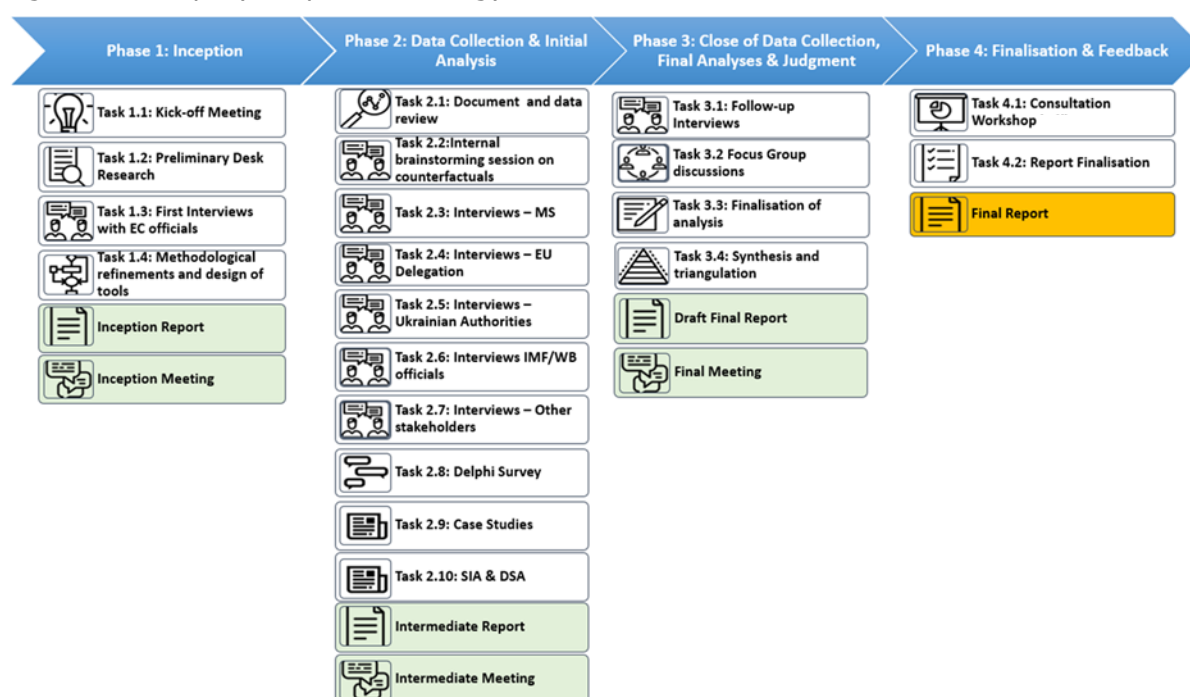 Phase 1: Inception
Phase 2: Data Collection & Initial
Analysis
Phase 3: Close of Data Collection,
Final Analyses & Judgment
Phase 4: Finalisation & Feedback
Task 1.1: Kick-off Meeting
Task 1.2: Preliminary Desk
Research
Task 1.3: First Interviews
with EC officials
Task 1.4: Methodological
refinements and design of
tools
Inception Report
Inception Meeting
Task 2.1: Document and data
review
Task 2.2:Internal
brainstorming session on
counterfactuals
Task 2.3: Interviews – MS
Task 2.4: Interviews – EU
Delegation
Task 2.5: Interviews –
Ukrainian Authorities
Task 2.6: Interviews IMF/WB
officials
Task 2.7: Interviews – Other
stakeholders
Task 2.8: Delphi Survey
Task 2.9: Case Studies
Task 2.10: SIA & DSA
Intermediate Report
Intermediate Meeting
Task 3.1: Follow-up
Interviews
Task 3.2 Focus Group
discussions
Task 3.3: Finalisation of
analysis
Task 3.4: Synthesis and
triangulation
Draft Final Report
Final Meeting
Task 4.1: Consultation
Workshop
Task 4.2: Report Finalisation
Final Report